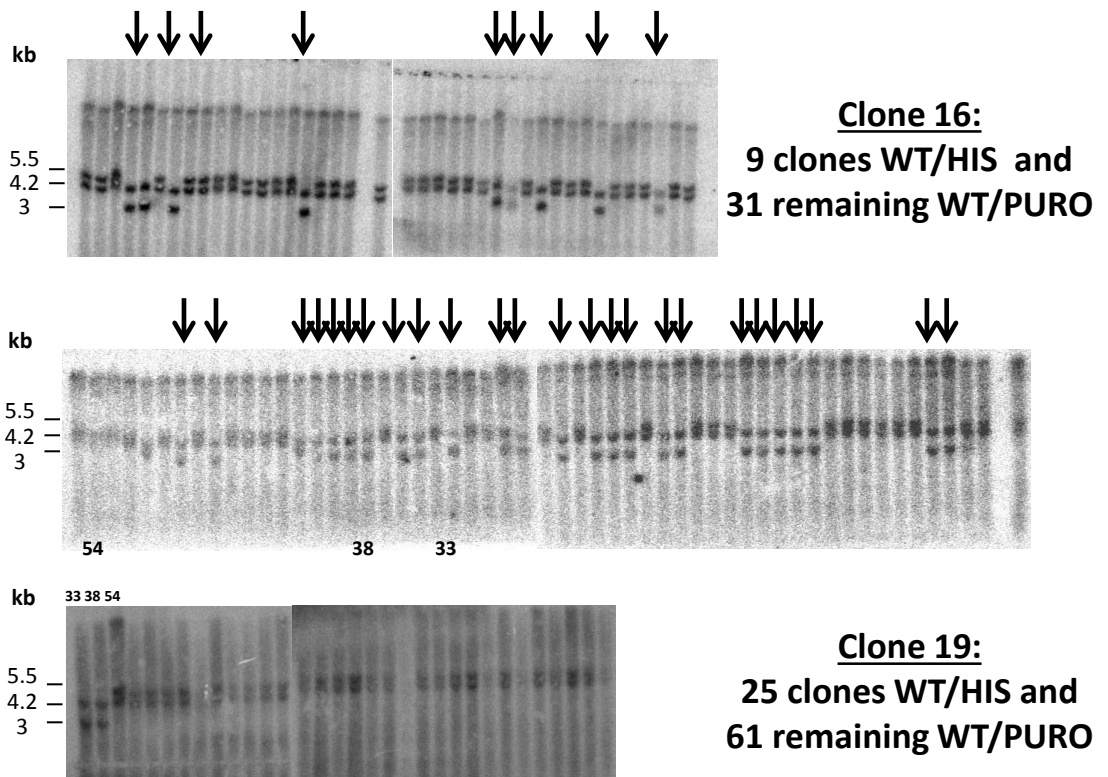 kb
5.5
4.2
3
Clone 16:
9 clones WT/HIS and
31 remaining WT/PURO
kb
5.5
4.2
3
54 38 33
kb 33 38 54
5.5
4.2
3
Clone 19:
25 clones WT/HIS and
61 remaining WT/PURO